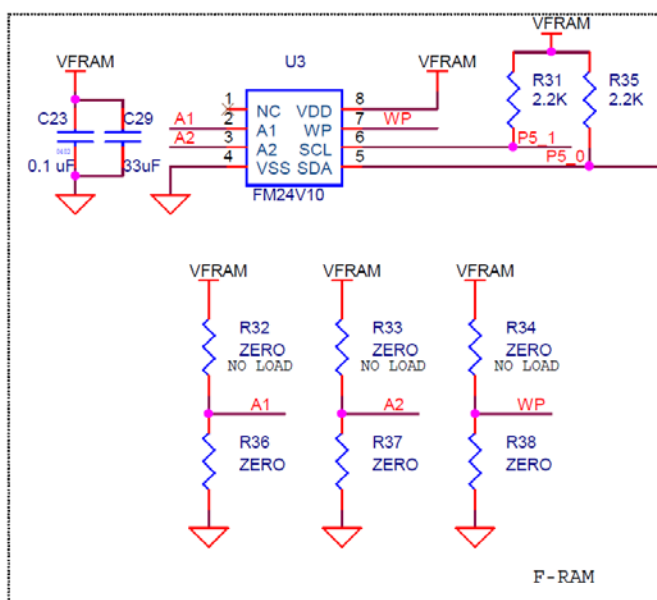 VFRAM
C23
C29
0.1 uF
33uF
U3
VFRAM
1
NC
VDD
8
A1
2
A1
WP
7
WP
A2
3
A2
SCL
6
P5_1
4
VSS
SDA
5
P5_0
FM24V10
VFRAM
R31
2.2K
R35
2.2K
VFRAM
R32
ZERO
NO LOAD
A1
R36
ZERO
VFRAM
R33
ZERO
NO LOAD
A2
R37
ZERO
VFRAM
R34
ZERO
NO LOAD
WP
R38
ZERO
F-RAM